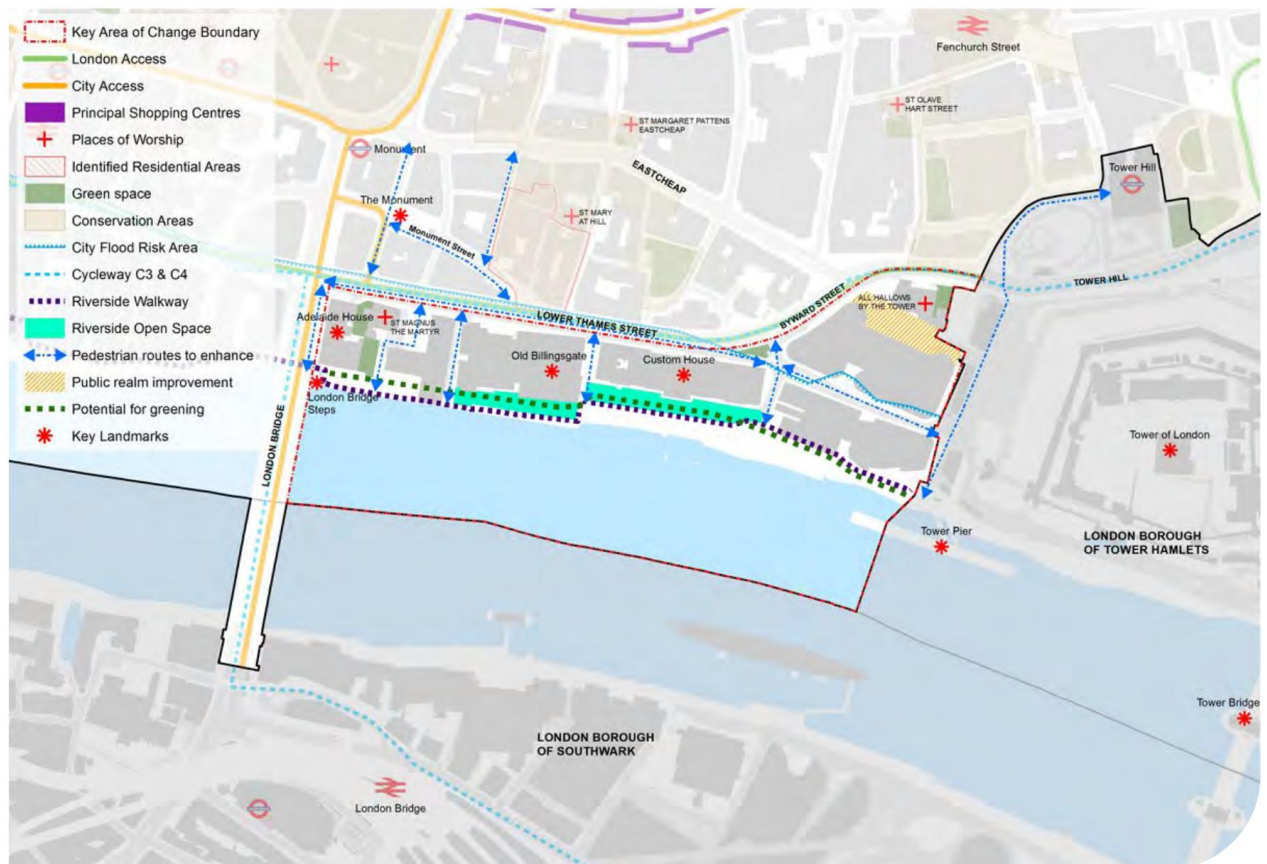 Key Area of Change Boundary
London Access
City Access
Principal Shopping Centres
Places of Worship
Identified Residential Areas
Green space
Conservation Areas
City Flood Risk Area
Cycleway C3 & C4
Riverside Walkway
Riverside Open Space
Pedestrian routes to enhance
Public realm improvement
Potential for greening
Key Landmarks
Fenchurch Street
ST OLAVE
HART STREET
ST MARGARET PATTENS
EASTCHEAP
Monument
EASTCHEAP
Tower Hill
The Monument
ST MARY
AT HILL
Monument Street
TOWER HILL
ALL HALLOWS
BY THE TOWER
BYWARD STREET
LOWER THAMES STREET
Adelaide House
ST MAGNUS
THE MARTYR
Old Billingsgate
Custom House
London Bridge
Steps
LONDON BRIDGE
Tower of London
Tower Pier
LONDON BOROUGH
OF TOWER HAMLETS
Tower Bridge
LONDON BOROUGH
OF SOUTHWARK
London Bridge